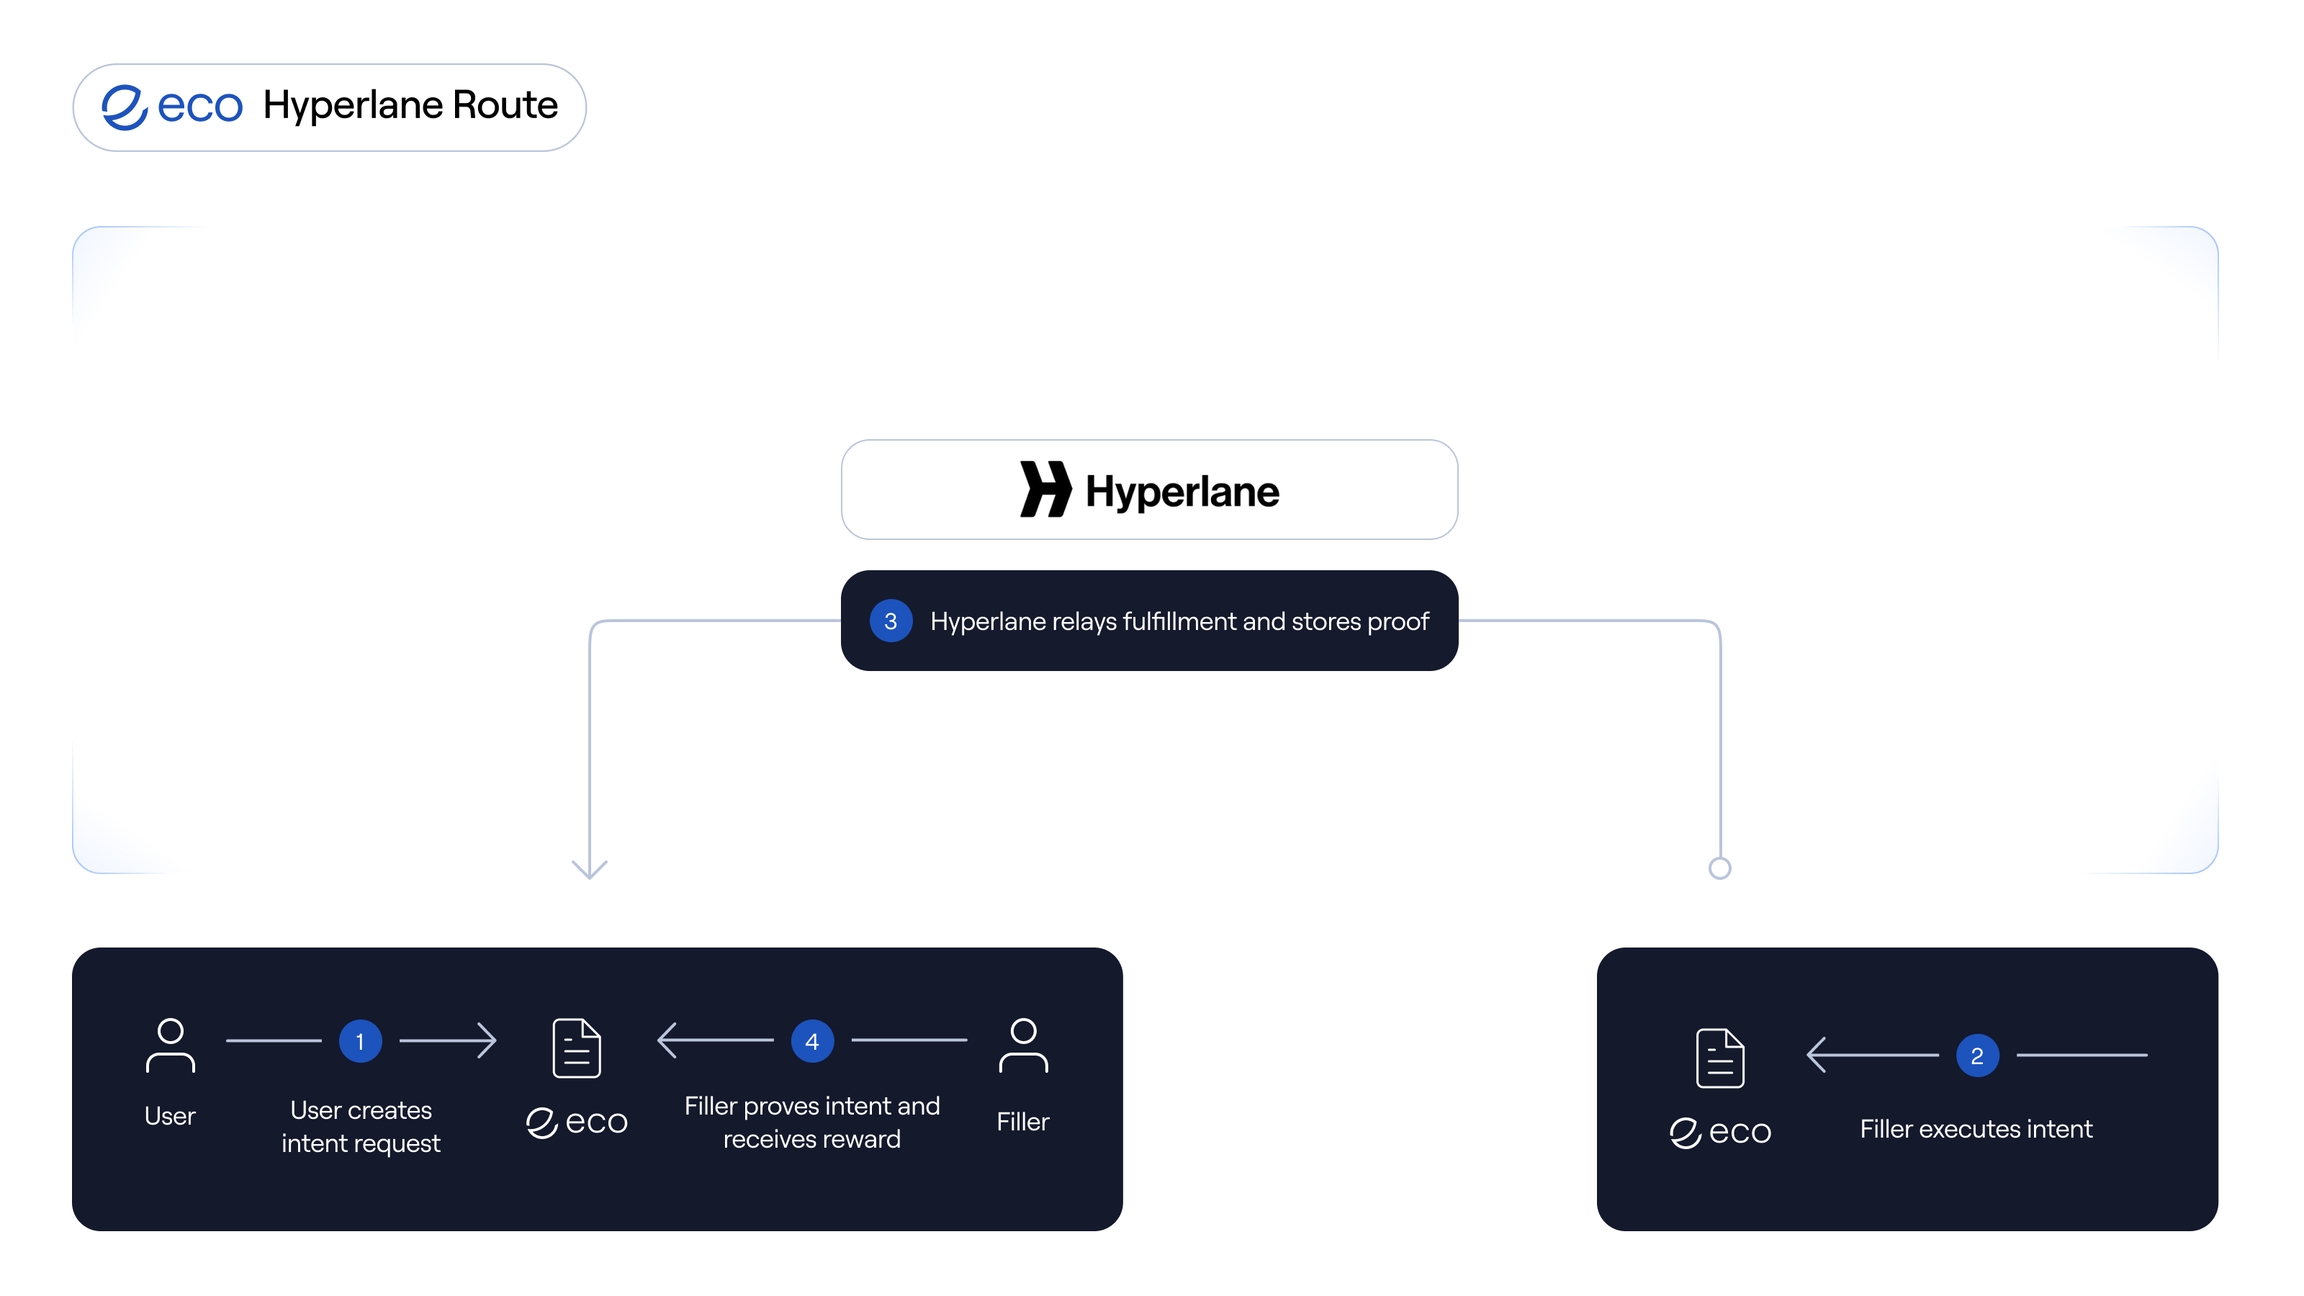 eco Hyperlane Route
Hyperlane
3 Hyperlane relays fulfillment and stores proof
1
User
User creates
intent request
eco
4
Filler proves intent and
receives reward
Filler
2
eco
Filler executes intent